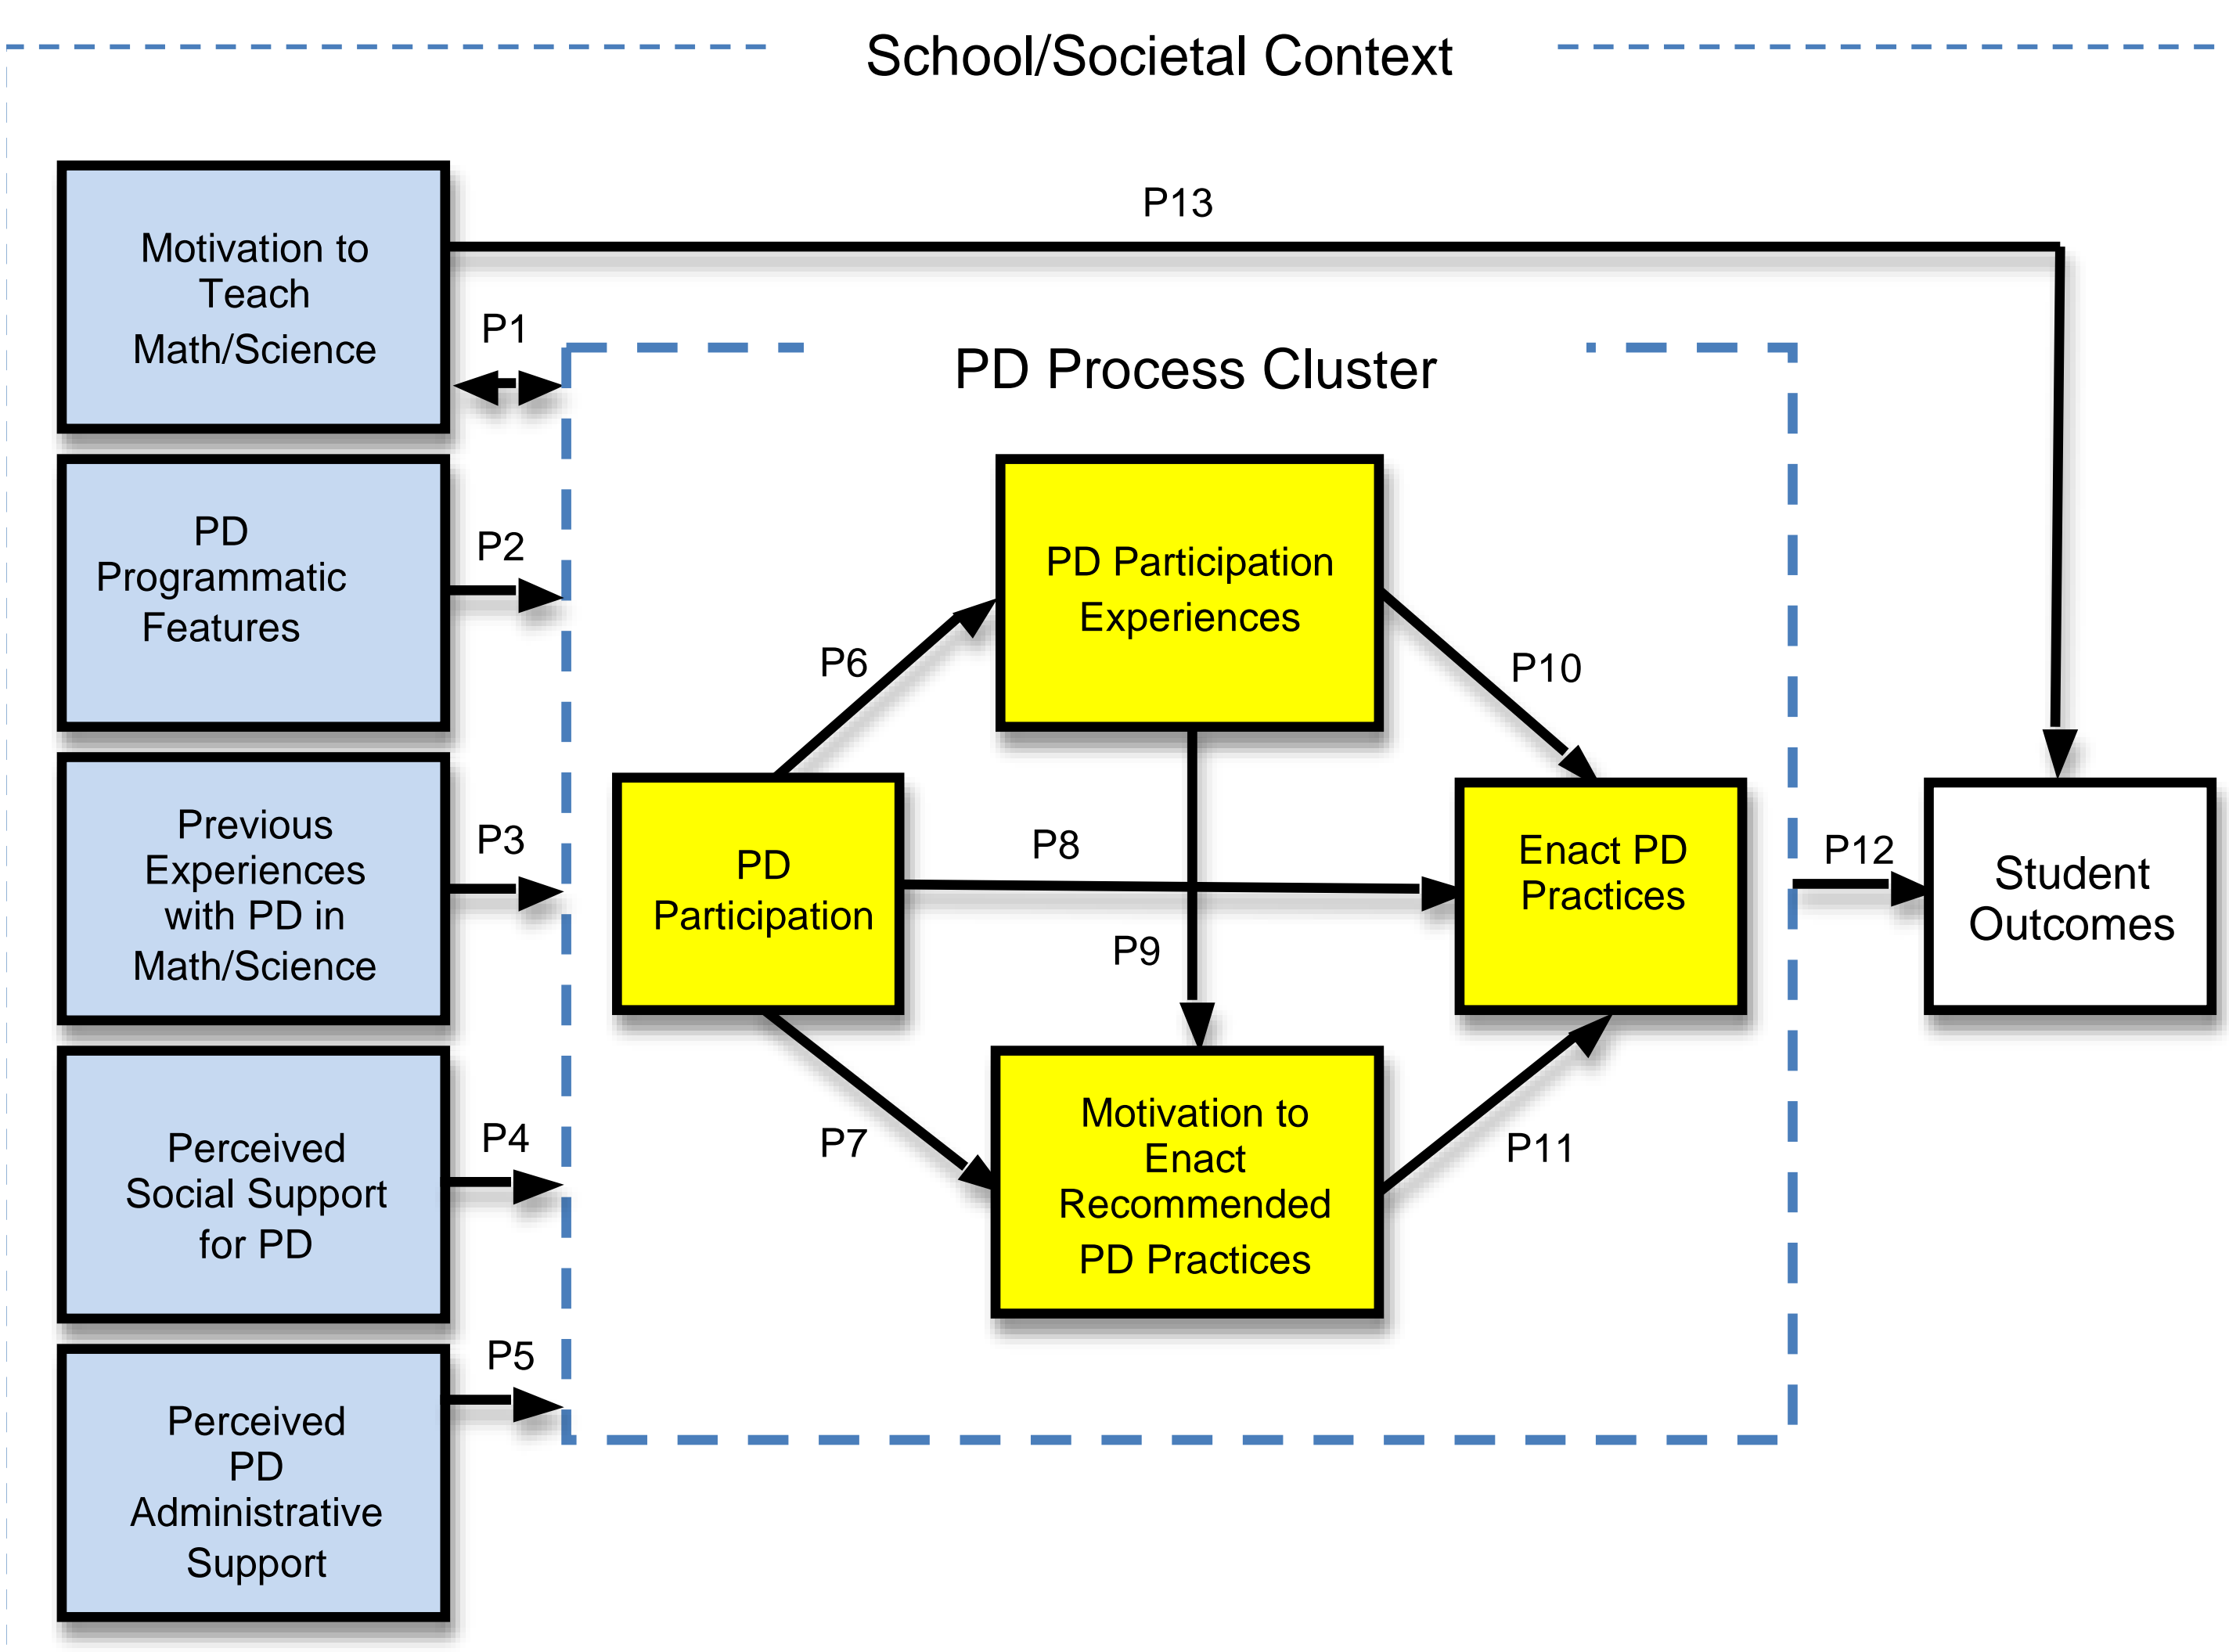 School/Societal Context
P13
Motivation to
Teach
Math/Science
P1
PD Process Cluster
PD
Programmatic
Features
P2
PD Participation
Experiences
P6
P10
Previous
Experiences
with PD in
Math/Science
P3
PD
Participation
P8
P9
Enact PD
Practices
P12
Student
Outcomes
Perceived
Social Support
for PD
P4
P7
Motivation to
Enact
Recommended
PD Practices
P11
P5
Perceived
PD
Administrative
Support